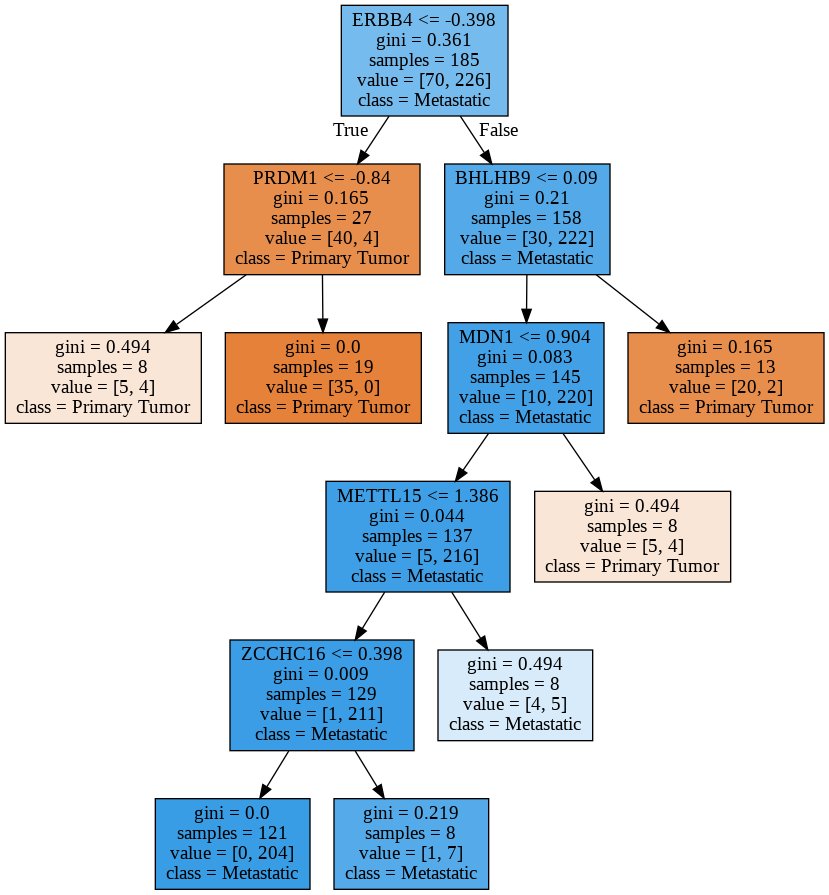 ERBB4 <= -0.398
gini = 0.361
samples = 185
value = [70, 226]
class = Metastatic
True
False
PRDM1 <= -0.84
gini = 0.165
samples = 27
value = [40, 4]
class = Primary Tumor
BHLHB9 <= 0.09
gini = 0.21
samples = 158
value = [30, 222]
class = Metastatic
gini = 0.494
samples = 8
value = [5, 4]
class = Primary Tumor
gini = 0.0
samples = 19
value = [35, 0]
class = Primary Tumor
MDN1 <= 0.904
gini = 0.083
samples = 145
value = [10, 220]
class = Metastatic
gini = 0.165
samples = 13
value = [20, 2]
class = Primary Tumor
METTL15 <= 1.386
gini = 0.044
samples = 137
value = [5, 216]
class = Metastatic
gini = 0.494
samples = 8
value = [5, 4]
class = Primary Tumor
ZCCHC16 <= 0.398
gini = 0.009
samples = 129
value = [1, 211]
class = Metastatic
gini = 0.494
samples = 8
value = [4, 5]
class = Metastatic
gini = 0.0
samples = 121
value = [0, 204]
class = Metastatic
gini = 0.219
samples = 8
value = [1, 7]
class = Metastatic